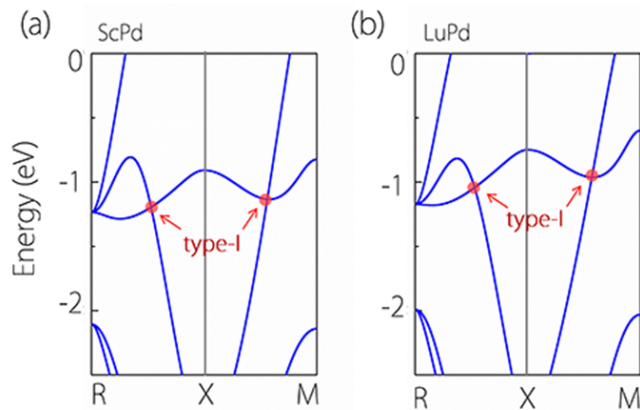 (a) ScPd (b) LuPd
0 0
Energy (eV)
-1 -1
type-I type-I
-2 -2
R X M R X M